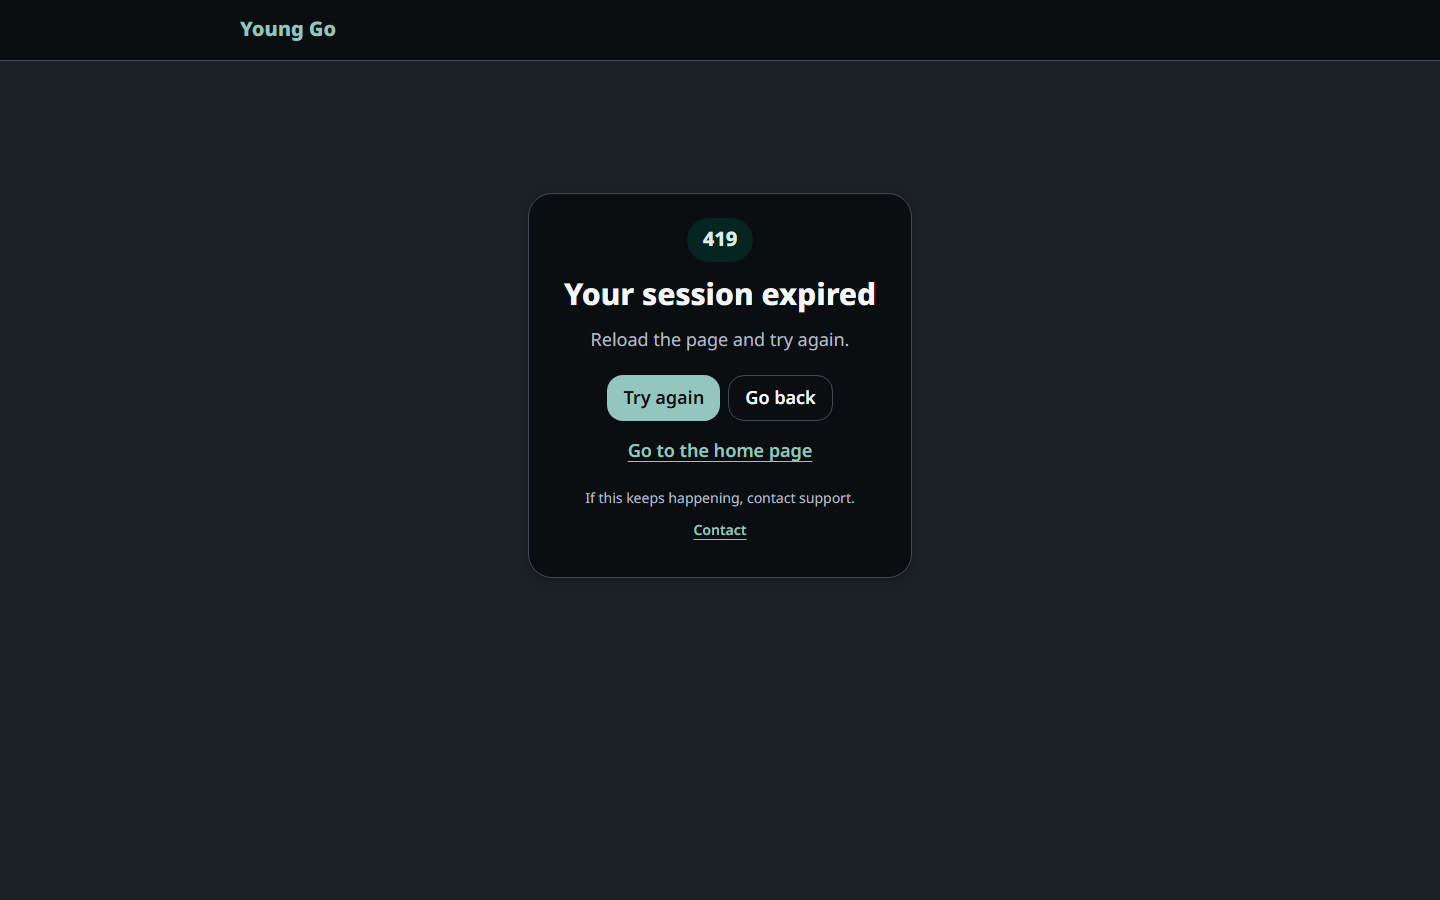 Young Go
419
Your session expired
Reload the page and try again.
Try again
Go back
Go to the home page
If this keeps happening, contact support.
Contact